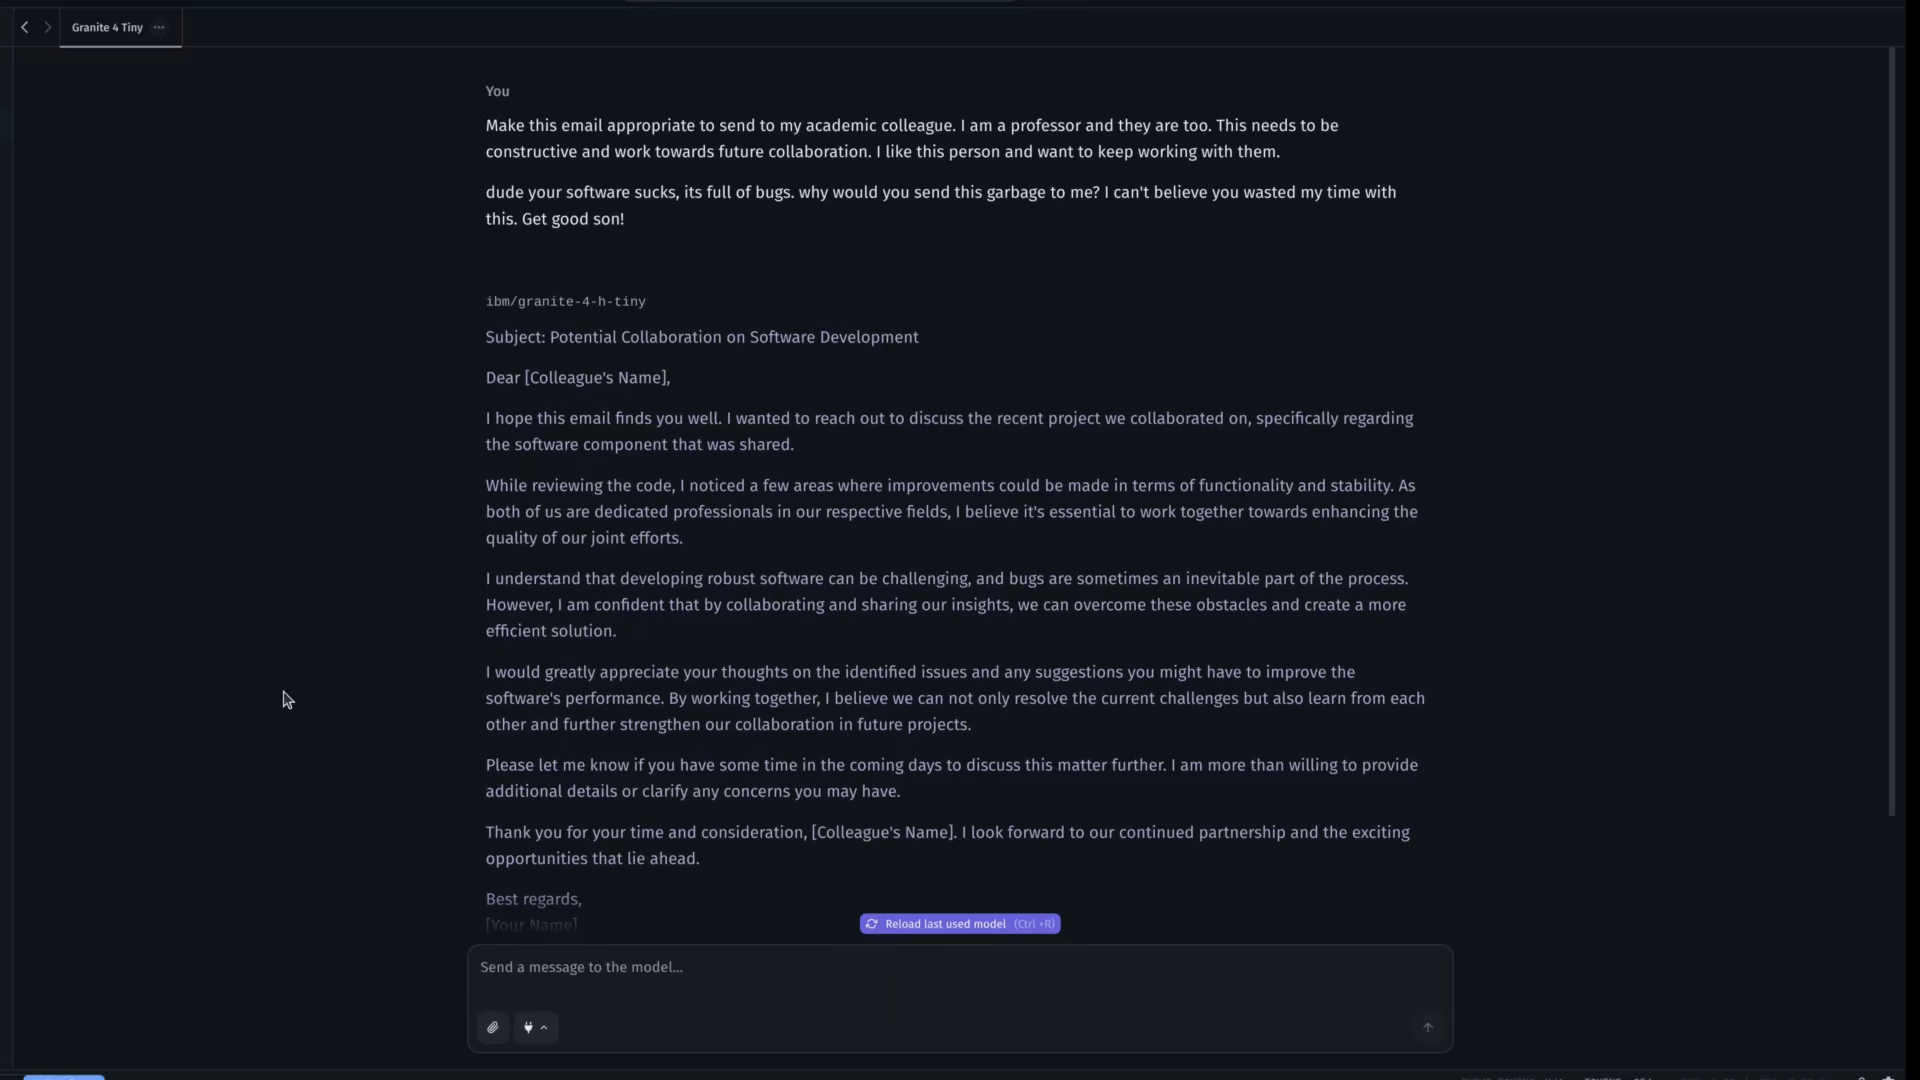 Granite 4 Tiny
You
Make this email appropriate to send to my academic colleague. I am a professor and they are too. This needs to be
constructive and work towards future collaboration. I like this person and want to keep working with them.
dude your software sucks, its full of bugs. why would you send this garbage to me? I can't believe you wasted my time with
this. Get good son!
ibm/granite-4-h-tiny
Subject: Potential Collaboration on Software Development
Dear [Colleague's Name],
I hope this email finds you well. I wanted to reach out to discuss the recent project we collaborated on, specifically regarding
the software component that was shared.
While reviewing the code, I noticed a few areas where improvements could be made in terms of functionality and stability. As
both of us are dedicated professionals in our respective fields, I believe it's essential to work together towards enhancing the
quality of our joint efforts.
I understand that developing robust software can be challenging, and bugs are sometimes an inevitable part of the process.
However, I am confident that by collaborating and sharing our insights, we can overcome these obstacles and create a more
efficient solution.
I would greatly appreciate your thoughts on the identified issues and any suggestions you might have to improve the
software's performance. By working together, I believe we can not only resolve the current challenges but also learn from each
other and further strengthen our collaboration in future projects.
Please let me know if you have some time in the coming days to discuss this matter further. I am more than willing to provide
additional details or clarify any concerns you may have.
Thank you for your time and consideration, [Colleague's Name]. I look forward to our continued partnership and the exciting
opportunities that lie ahead.
Best regards,
[Your Name]
Reload last used model (Ctrl +R)
Send a message to the model...